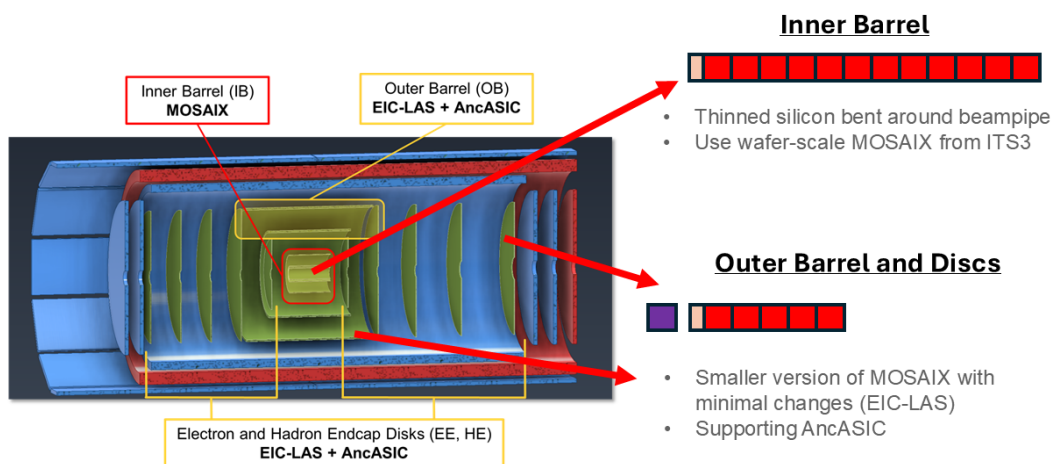 Inner Barrel
Inner Barrel (IB)
MOSAIX
Outer Barrel (OB)
EIC-LAS + AncASIC
• Thinned silicon bent around beampipe
• Use wafer-scale MOSAIX from ITS3
Outer Barrel and Discs
• Smaller version of MOSAIX with
minimal changes (EIC-LAS)
• Supporting AncASIC
Electron and Hadron Endcap Disks (EE, HE)
EIC-LAS + AncASIC